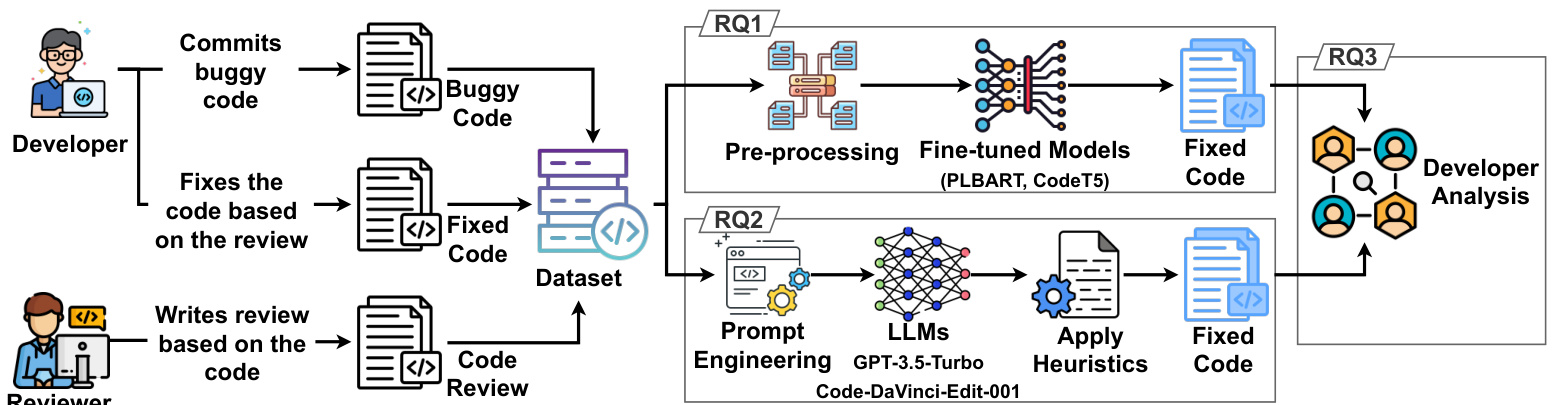 Commits
buggy
code
Developer
Buggy
Code
Fixes the
code based
on the review
Fixed
Code
Writes review
based on the
code
Reviewer
Code
Review
Dataset
RQ1
Pre-processing
Fine-tuned Models
(PLBART, CodeT5)
Fixed
Code
RQ2
Prompt
Engineering
LLMs
GPT-3.5-Turbo
Code-DaVinci-Edit-001
Apply
Heuristics
Fixed
Code
RQ3
Developer
Analysis